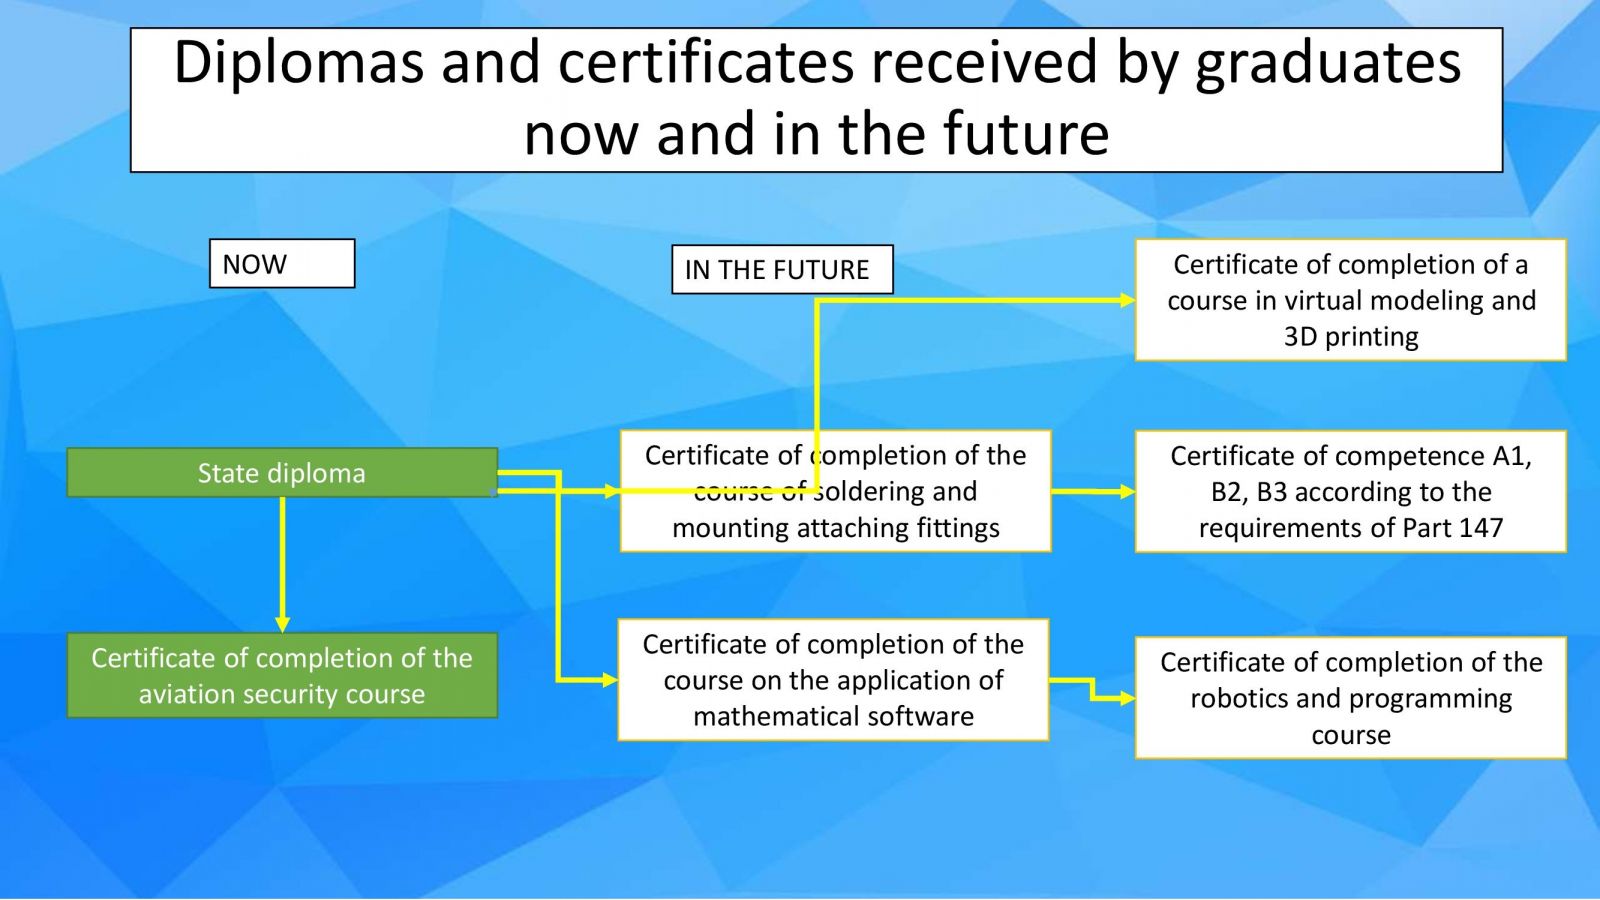 Diplomas and certificates received by graduates
now and in the future
NOW
State diploma
Certificate of completion of the
aviation security course
IN THE FUTURE
Certificate of completion of the
course of soldering and
mounting attaching fittings
Certificate of completion of the
course on the application of
mathematical software
Certificate of completion of a
course in virtual modeling and
3D printing
Certificate of competence A1,
B2, B3 according to the
requirements of Part 147
Certificate of completion of the
robotics and programming
course